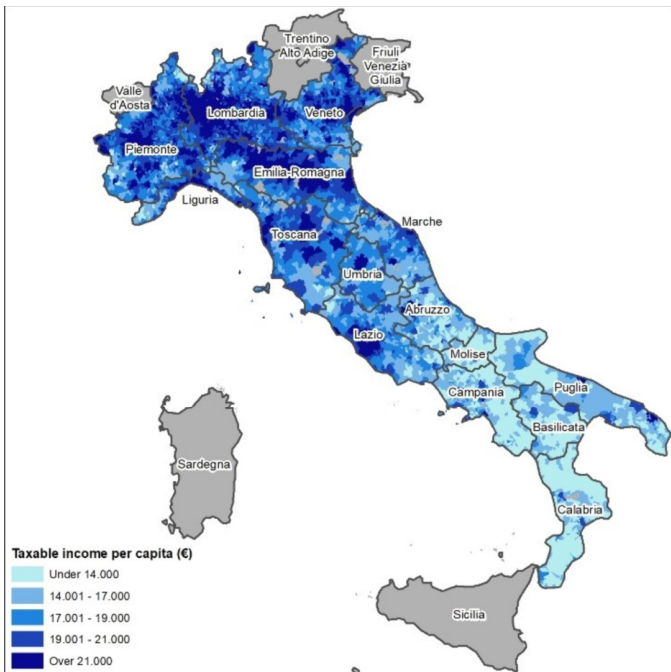 Trentino
Alto Adige
Friuli
Venezia
Giulia
Valle
d'Aosta
Lombardia
Veneto
Piemonte
Emilia-Romagna
Liguria
Marche
Toscana
Umbria
Abruzzo
Lazio
Molise
Campania
Puglia
Basilicata
Sardegna
Calabria
Taxable income per capita (€)
Under 14.000
14.001 - 17.000
17.001 - 19.000
19.001 - 21.000
Over 21.000
Sicilia